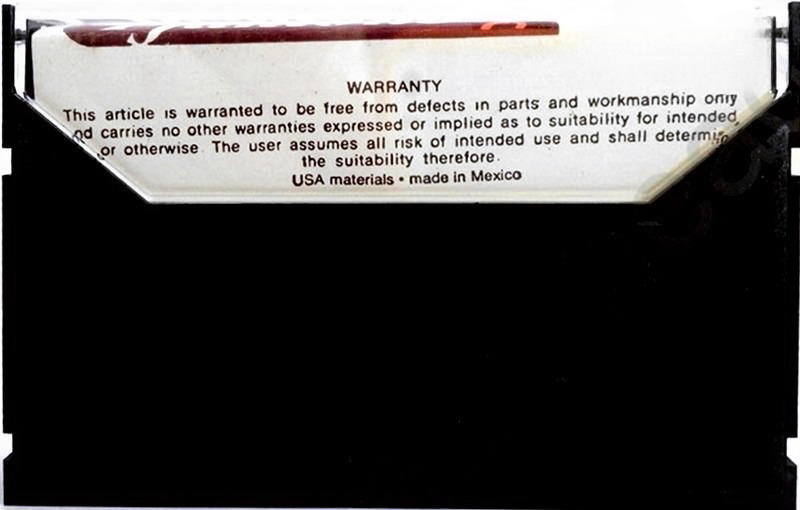 WARRANTY
This article is warranted to be free from defects in parts and workmanship only
nd carries no other warranties expressed or implied as to suitability for intended
or otherwise. The user assumes all risk of intended use and shall determi
the suitability therefore.
USA materials • made in Mexico